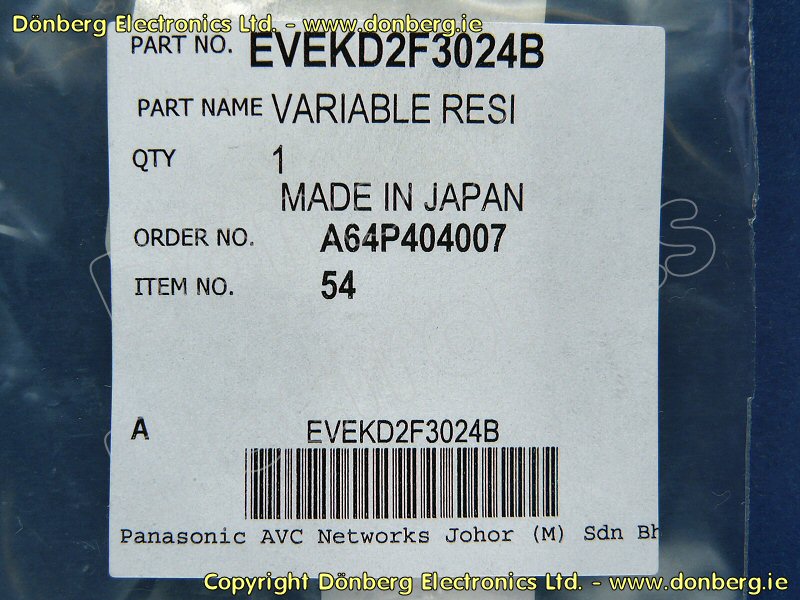 Dönberg Electronics Ltd. - www.donberg.ie
PART NO. EVEKD2F3024B
PART NAME VARIABLE RESI
QTY 1
MADE IN JAPAN
ORDER NO. A64P404007
ITEM NO. 54
A EVEKD2F3024B
Panasonic AVC Networks Johor (M) Sdn Bh
Copyright Dönberg Electronics Ltd. - www.donberg.ie